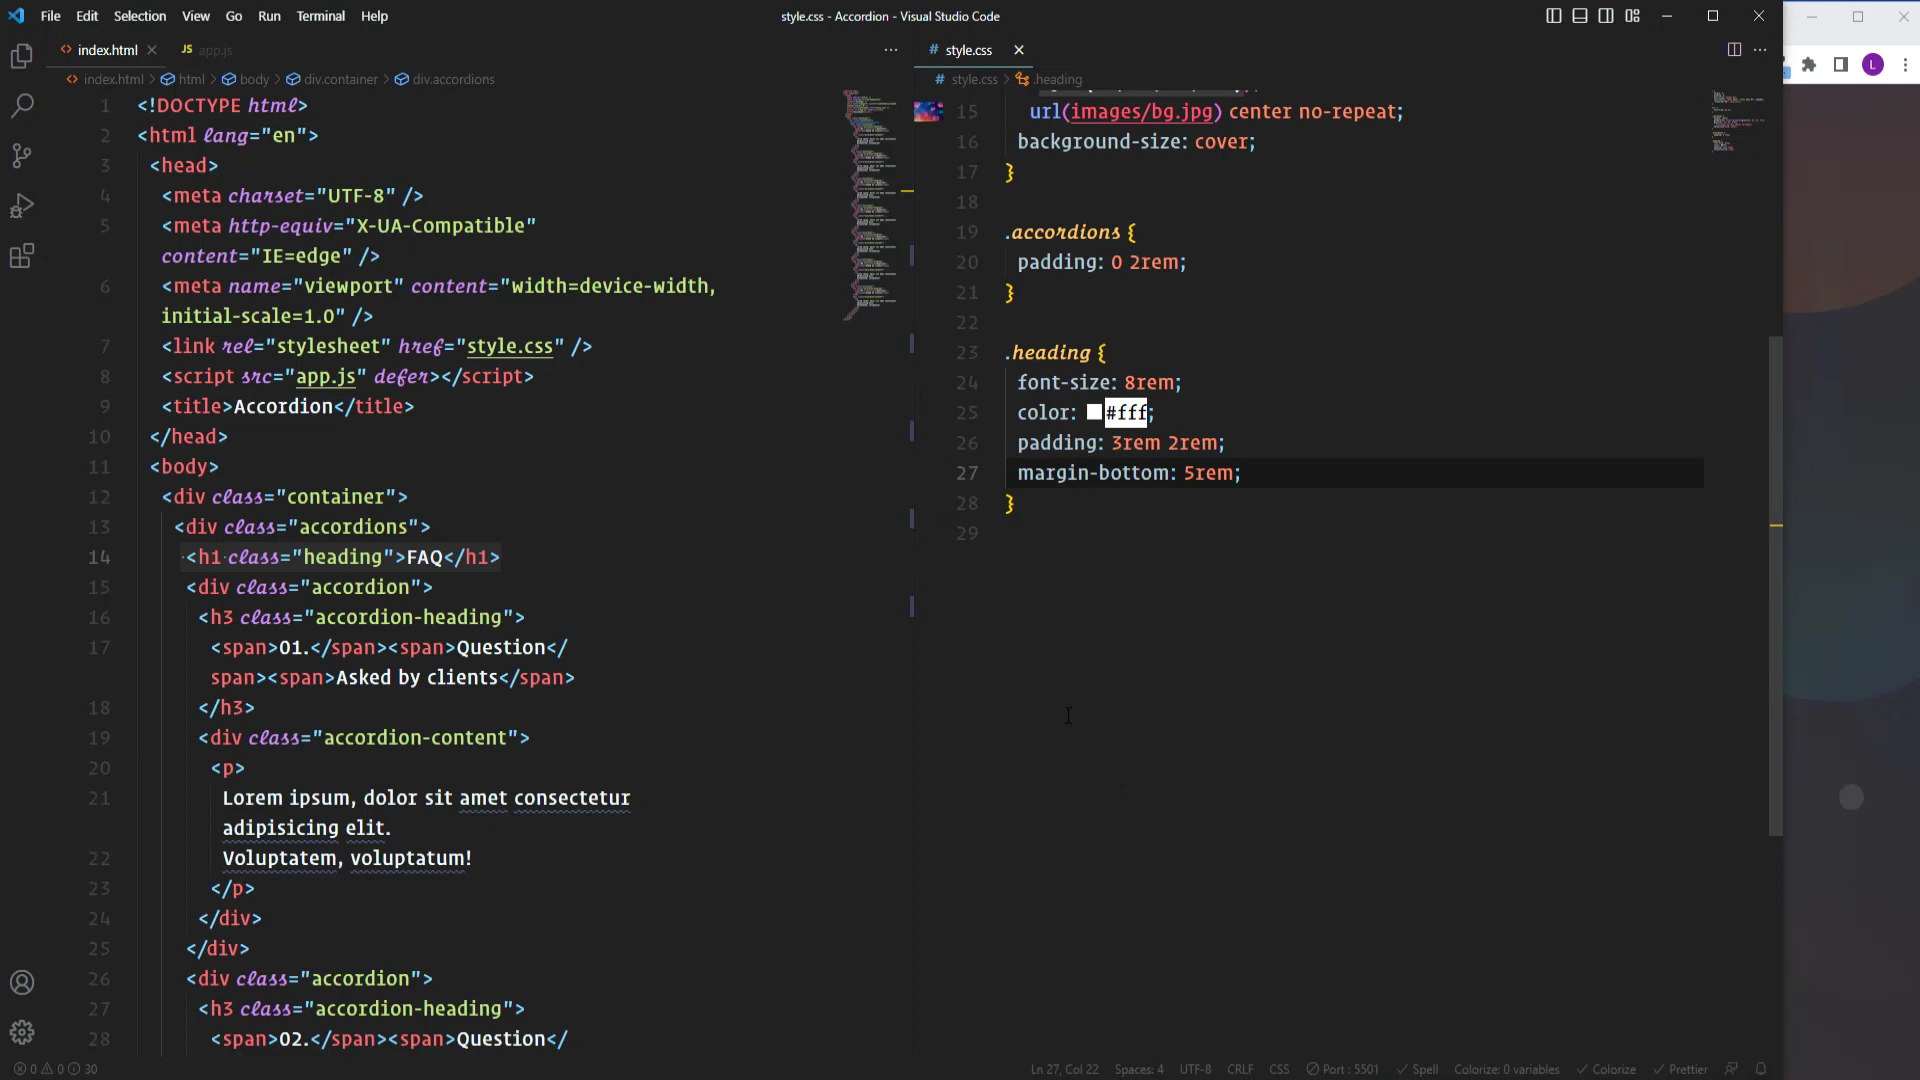 File Edit Selection View Go Run Terminal Help
style.css - Accordion - Visual Studio Code
index.html
JS app.js
# style.css
index.html > html > body > div.container > div.accordions
# style.css > .heading
1 <!DOCTYPE html>
2 <html lang="en">
3 <head>
4 <meta charset="UTF-8" />
5 <meta http-equiv="X-UA-Compatible"
content="IE=edge" />
6 <meta name="viewport" content="width=device-width,
initial-scale=1.0" />
7 <link rel="stylesheet" href="style.css" />
8 <script src="app.js" defer></script>
9 <title>Accordion</title>
10 </head>
11 <body>
12 <div class="container">
13 <div class="accordions">
14 <h1 class="heading">FAQ</h1>
15 <div class="accordion">
16 <h3 class="accordion-heading">
17 <span>01.</span><span>Question</
span><span>Asked by clients</span>
18 </h3>
19 <div class="accordion-content">
20 <p>
21 Lorem ipsum, dolor sit amet consectetur
adipisicing elit.
22 Voluptatem, voluptatum!
23 </p>
24 </div>
25 </div>
26 <div class="accordion">
27 <h3 class="accordion-heading">
28 <span>02.</span><span>Question</
15 url(images/bg.jpg) center no-repeat;
16 background-size: cover;
17 }
18
19 .accordions {
20 padding: 0 2rem;
21 }
22
23 .heading {
24 font-size: 8rem;
25 color: #fff;
26 padding: 3rem 2rem;
27 margin-bottom: 5rem;
28 }
29
L
0 0 30
Ln 27, Col 22 Spaces: 4 UTF-8 CRLF CSS Port : 5501 Spell Colorize: 0 variables Colorize Prettier